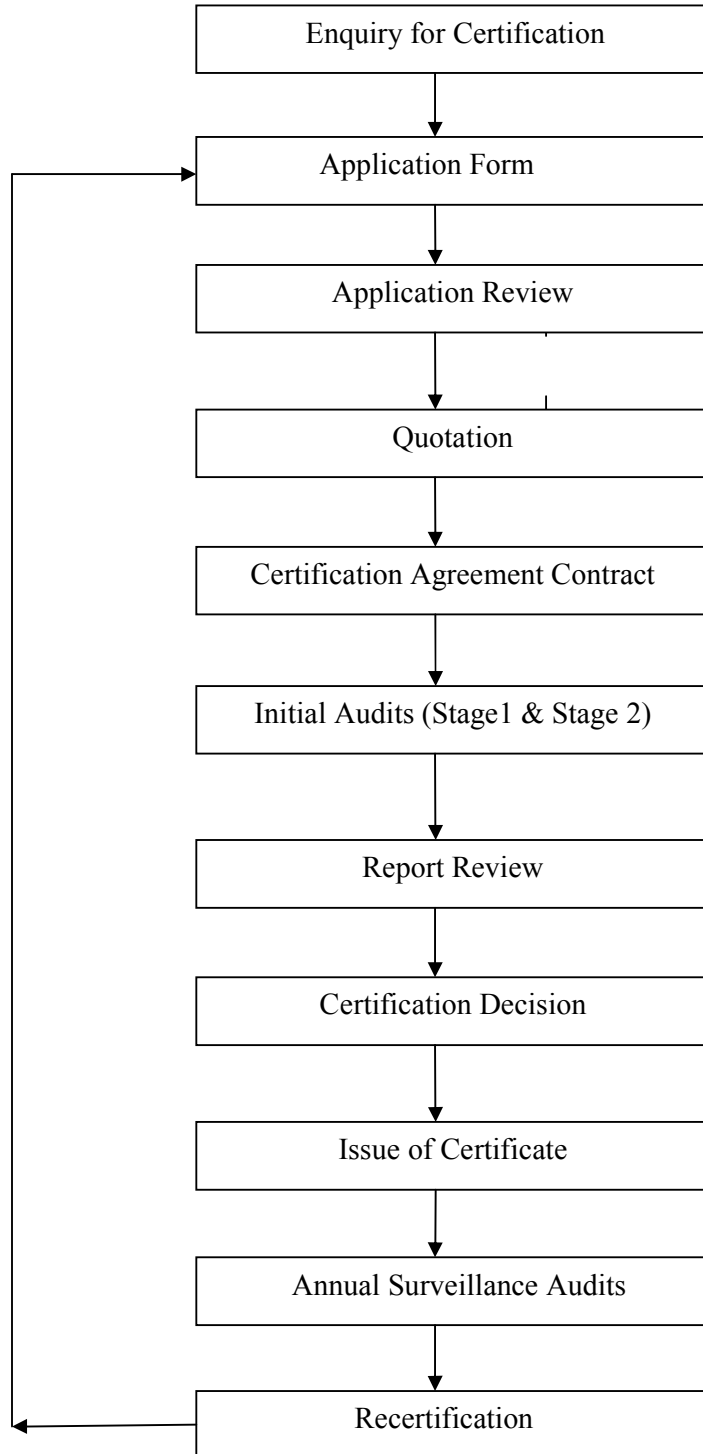 Enquiry for Certification
Application Form
Application Review
Quotation
Certification Agreement Contract
Initial Audits (Stage1 & Stage 2)
Report Review
Certification Decision
Issue of Certificate
Annual Surveillance Audits
Recertification